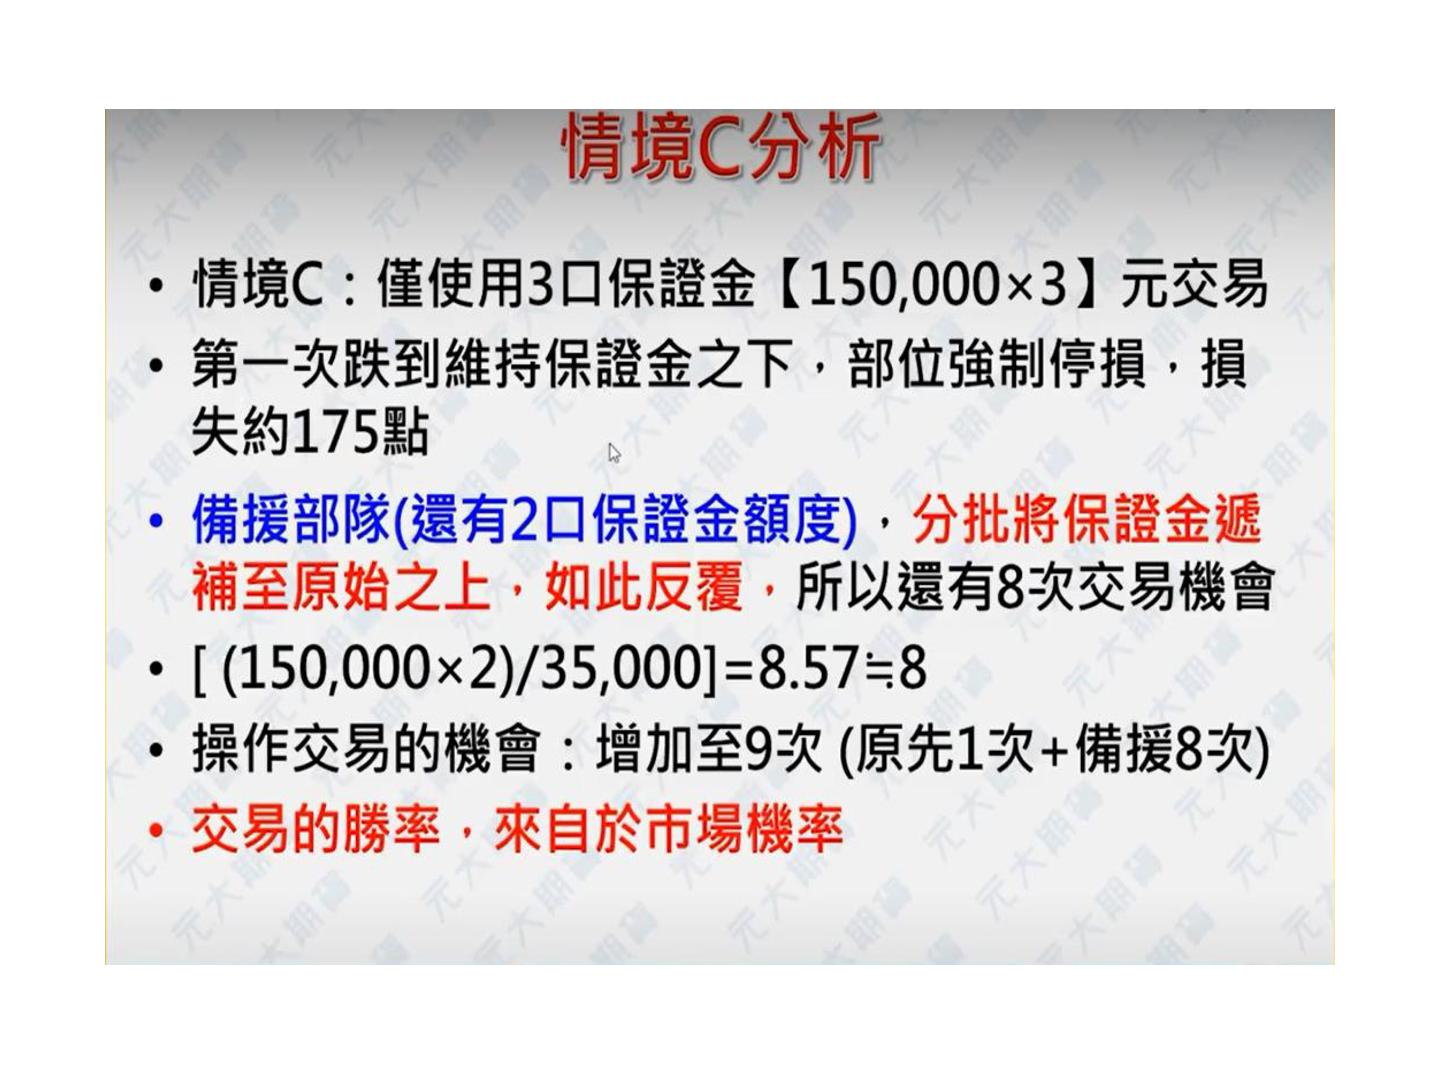 情境C分析
• 情境C：僅使用3口保證金【150,000×3】元交易
• 第一次跌到維持保證金之下，部位強制停損，損
失約175點
• 備援部隊(還有2口保證金額度)，分批將保證金遞
補至原始之上，如此反覆，所以還有8次交易機會
• [ (150,000×2)/35,000]=8.57≒8
• 操作交易的機會：增加至9次 (原先1次+備援8次)
• 交易的勝率，來自於市場機率
元大期貨